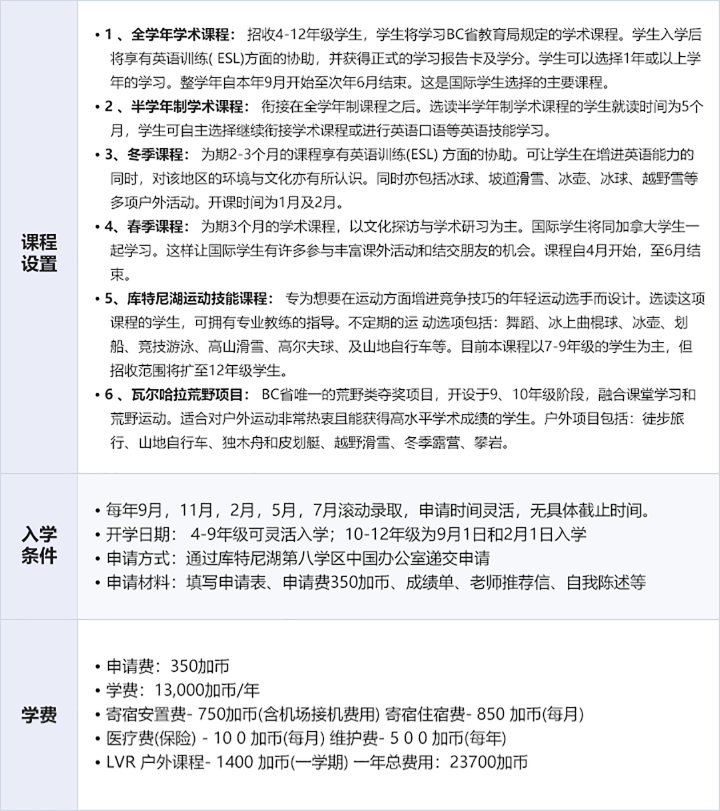 课程
设置
• 1 、全学年学术课程： 招收4-12年级学生，学生将学习BC省教育局规定的学术课程。学生入学后
将享有英语训练( ESL)方面的协助，并获得正式的学习报告卡及学分。学生可以选择1年或以上学
年的学习。整学年自本年9月开始至次年6月结束。这是国际学生选择的主要课程。
• 2 、半学年制学术课程： 衔接在全学年制课程之后。选读半学年制学术课程的学生就读时间为5个
月，学生可自主选择继续衔接学术课程或进行英语口语等英语技能学习。
• 3、冬季课程： 为期2-3个月的课程享有英语训练(ESL) 方面的协助。可让学生在增进英语能力的
同时，对该地区的环境与文化亦有所认识。同时亦包括冰球、坡道滑雪、冰壶、冰球、越野雪等
多项户外活动。开课时间为1月及2月。
• 4、春季课程： 为期3个月的学术课程，以文化探访与学术研习为主。国际学生将同加拿大学生一
起学习。这样让国际学生有许多参与丰富课外活动和结交朋友的机会。课程自4月开始，至6月结
束。
• 5、库特尼湖运动技能课程： 专为想要在运动方面增进竞争技巧的年轻运动选手而设计。选读这项
课程的学生，可拥有专业教练的指导。不定期的运 动选项包括：舞蹈、冰上曲棍球、冰壶、划
船、竞技游泳、高山滑雪、高尔夫球、及山地自行车等。目前本课程以7-9年级的学生为主，但
招收范围将扩至12年级学生。
• 6 、瓦尔哈拉荒野项目： BC省唯一的荒野类夺奖项目，开设于9、10年级阶段，融合课堂学习和
荒野运动。适合对户外运动非常热衷且能获得高水平学术成绩的学生。户外项目包括：徒步旅
行、山地自行车、独木舟和皮划艇、越野滑雪、冬季露营、攀岩。
入学
条件
• 每年9月，11月，2月，5月，7月滚动录取，申请时间灵活，无具体截止时间。
• 开学日期： 4-9年级可灵活入学；10-12年级为9月1日和2月1日入学
• 申请方式：通过库特尼湖第八学区中国办公室递交申请
• 申请材料：填写申请表、申请费350加币、成绩单、老师推荐信、自我陈述等
学费
• 申请费：350加币
• 学费：13,000加币/年
• 寄宿安置费- 750加币(含机场接机费用) 寄宿住宿费- 850 加币(每月)
• 医疗费(保险) - 10 0 加币(每月) 维护费- 5 0 0 加币(每年)
• LVR 户外课程- 1400 加币(一学期) 一年总费用：23700加币